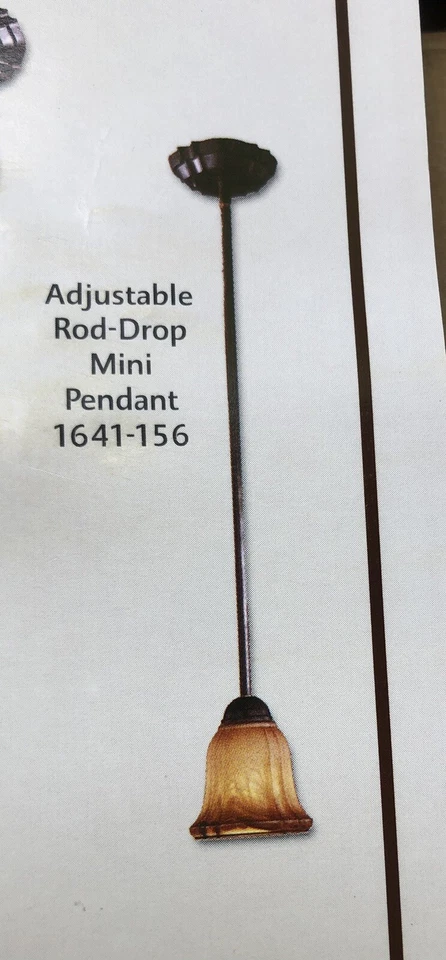 Adjustable
Rod-Drop
Mini
Pendant
1641-156